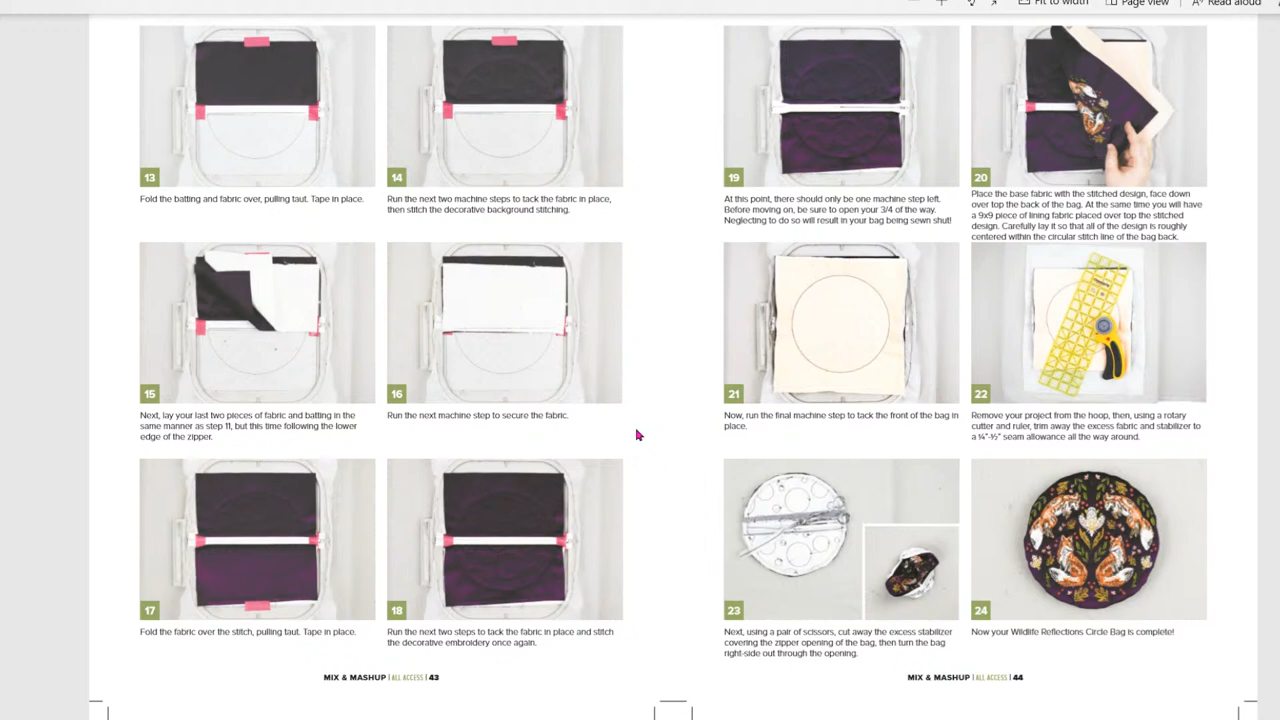 Fit to width
Page view
Read aloud
13
Fold the batting and fabric over, pulling taut. Tape in place.
14
Run the next two machine steps to tack the fabric in place,
then stitch the decorative background stitching.
15
Next, lay your last two pieces of fabric and batting in the
same manner as step 11, but this time following the lower
edge of the zipper.
16
Run the next machine step to secure the fabric.
17
Fold the fabric over the stitch, pulling taut. Tape in place.
18
Run the next two steps to tack the fabric in place and stitch
the decorative embroidery once again.
MIX & MASHUP | ALL ACCESS | 43
19
At this point, there should only be one machine step left.
Before moving on, be sure to open your 3/4 of the way.
Neglecting to do so will result in your bag being sewn shut!
20
Place the base fabric with the stitched design, face down
over top the back of the bag. At the same time you will have
a 9x9 piece of lining fabric placed over top the stitched
design. Carefully lay it so that all of the design is roughly
centered within the circular stitch line of the bag back.
21
Now, run the final machine step to tack the front of the bag in
place.
22
Remove your project from the hoop, then, using a rotary
cutter and ruler, trim away the excess fabric and stabilizer to
a ¼"-½" seam allowance all the way around.
23
Next, using a pair of scissors, cut away the excess stabilizer
covering the zipper opening of the bag, then turn the bag
right-side out through the opening.
24
Now your Wildlife Reflections Circle Bag is complete!
MIX & MASHUP | ALL ACCESS | 44